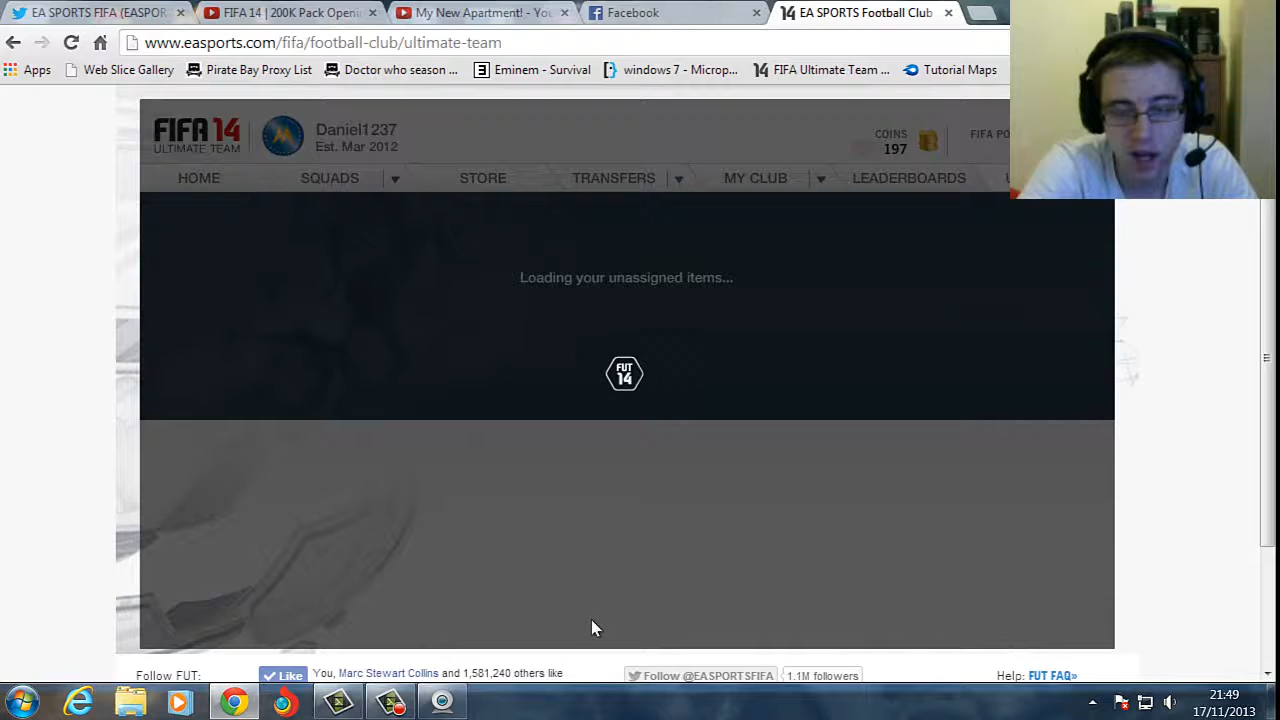 EA SPORTS FIFA (EASPOR
FIFA 14 | 200K Pack Openi
My New Apartment! - Yo
Facebook
14 EA SPORTS Football Club
www.easports.com/fifa/football-club/ultimate-team
Apps
Web Slice Gallery
Pirate Bay Proxy List
Doctor who season ...
Eminem - Survival
windows 7 - Microp...
14 FIFA Ultimate Team ...
Tutorial Maps
FIFA 14
ULTIMATE TEAM
Daniel1237
Est. Mar 2012
COINS
197
FIFA PO
HOME
SQUADS
STORE
TRANSFERS
MY CLUB
LEADERBOARDS
Loading your unassigned items...
FUT
14
Follow FUT:
Like
You, Marc Stewart Collins and 1,581,240 others like
Follow @EASPORTSFIFA
1.1M followers
Help: FUT FAQ»
21:49
17/11/2013